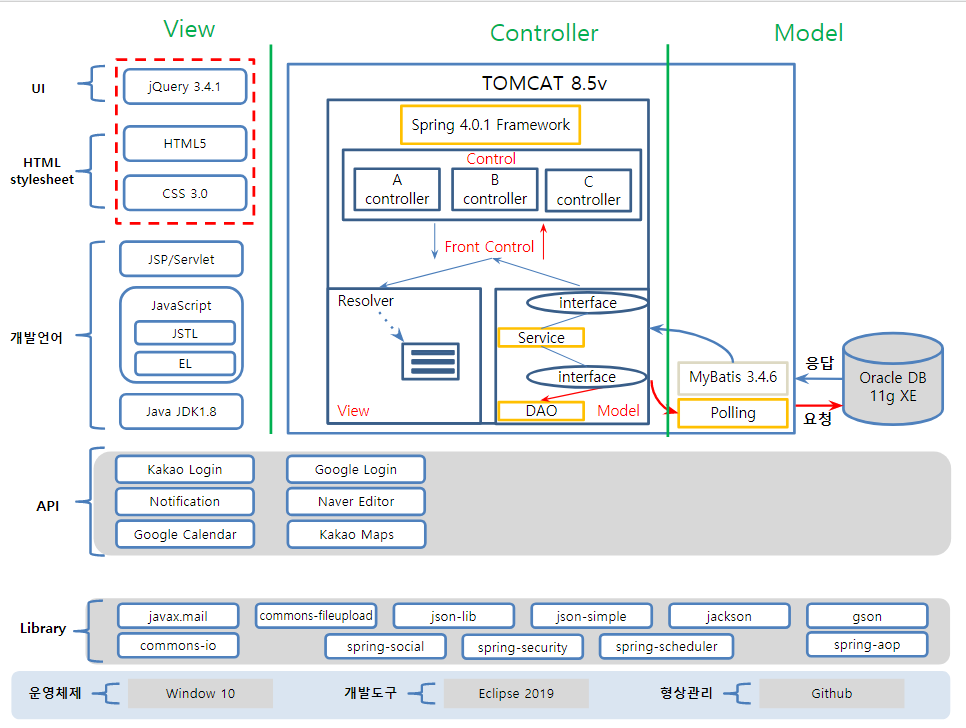 View
Controller
Model
UI
jQuery 3.4.1
HTML
stylesheet
HTML5
CSS 3.0
개발언어
JSP/Servlet
JavaScript
JSTL
EL
Java JDK1.8
TOMCAT 8.5v
Spring 4.0.1 Framework
Control
A
controller
B
controller
C
controller
Front Control
Resolver
View
interface
Service
interface
DAO
Model
MyBatis 3.4.6
Polling
응답
요청
Oracle DB
11g XE
API
Kakao Login
Google Login
Notification
Naver Editor
Google Calendar
Kakao Maps
Library
javax.mail
commons-fileupload
json-lib
json-simple
jackson
gson
commons-io
spring-social
spring-security
spring-scheduler
spring-aop
운영체제
Window 10
개발도구
Eclipse 2019
형상관리
Github